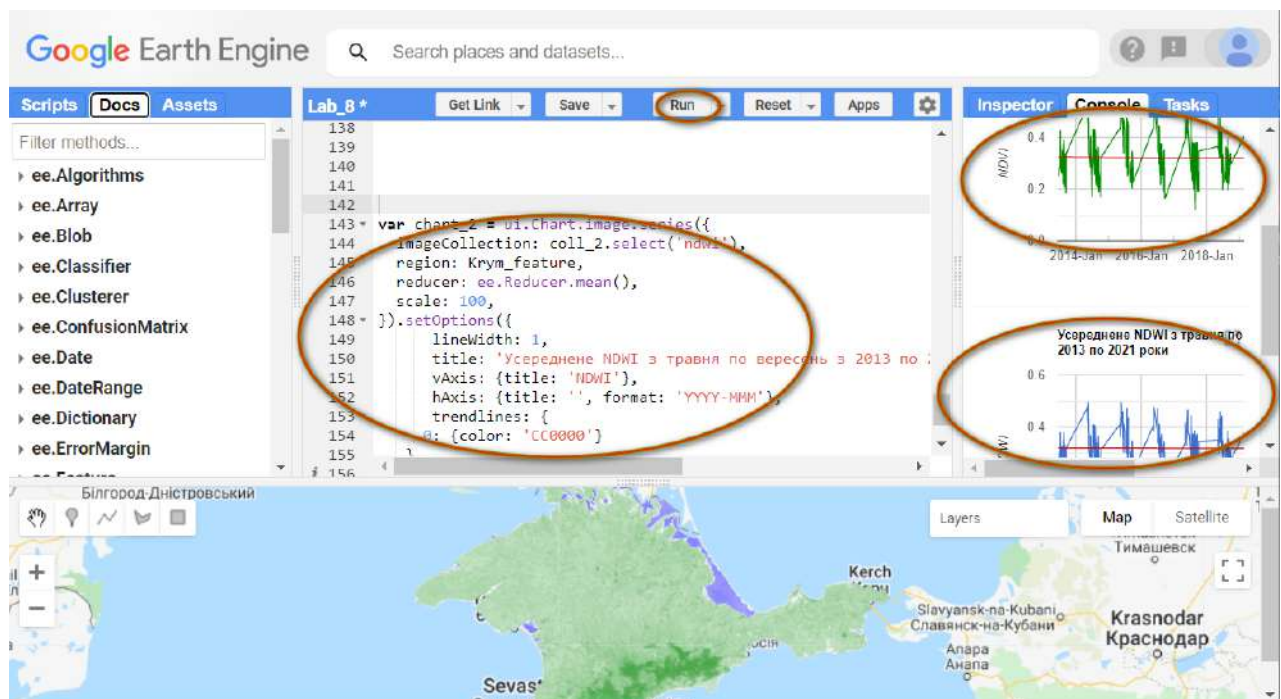 Google Earth Engine
Search places and datasets...
Scripts Docs Assets
Filter methods...
ee.Algorithms
ee.Array
ee.Blob
ee.Classifier
ee.Clusterer
ee.ConfusionMatrix
ee.Date
ee.DateRange
ee.Dictionary
ee.ErrorMargin
Lab_8 *
Get Link Save Run Reset Apps
138
139
140
141
142
143 var chart_2 = ui.Chart.image.series({
144 imageCollection: coll_2.select('ndwi'),
145 region: Krym_feature,
146 reducer: ee.Reducer.mean(),
147 scale: 100,
148 }).setOptions({
149 lineWidth: 1,
150 title: 'Усереднене NDWI з травня по вересень з 2013 по
151 vAxis: {title: 'NDWI'},
152 hAxis: {title: '', format: 'YYYY-MMM'},
153 trendlines: {
154 0: {color: 'CC0000'}
155 }
i 156
Inspector Console Tasks
0.4
NDVI
0.2
0.0
2014-Jan 2016-Jan 2018-Jan
Усереднене NDWI з травня по
2013 по 2021 роки
0.6
0.4
Білгород-Дністровський
Layers
Map Satellite
Тимашевск
+
−
Kerch
Slavyansk-na-Kubani
Славянск-на-Кубани
Krasnodar
Краснодар
Anapa
Анапа
Sevas